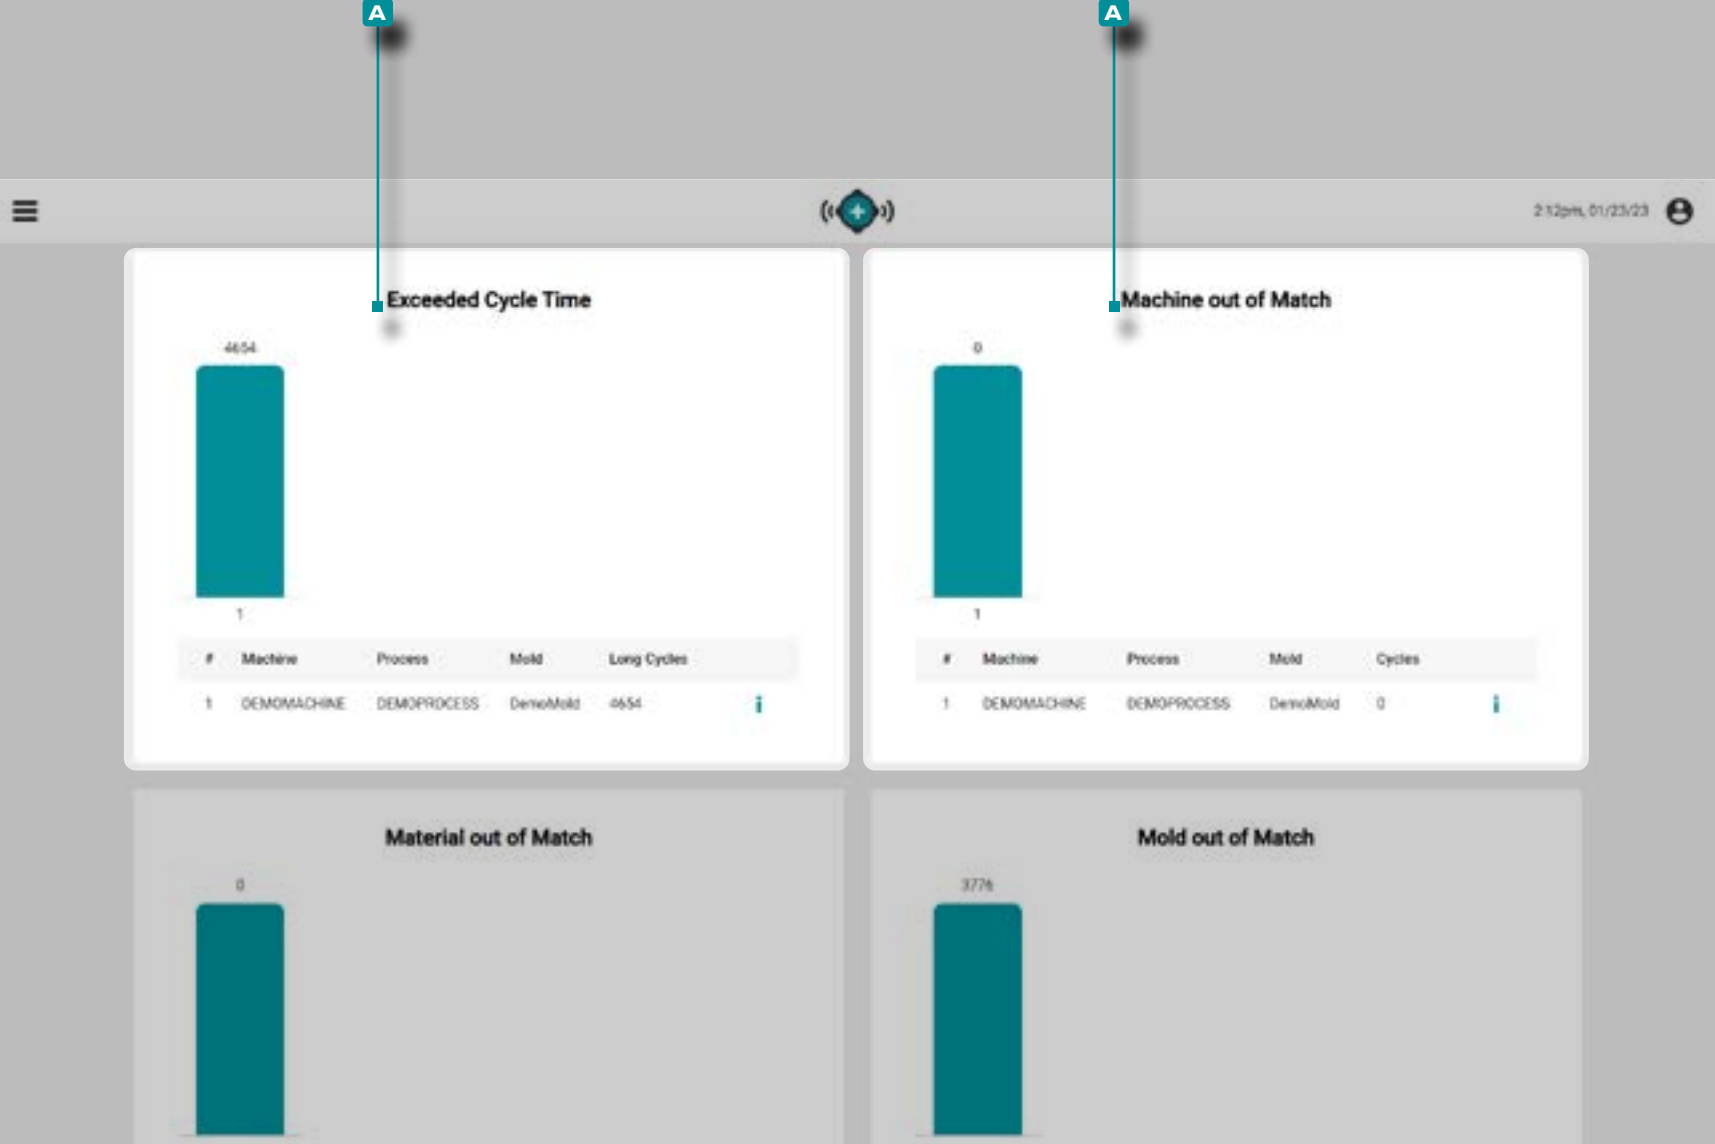 A
A
2:12pm, 01/23/23
Exceeded Cycle Time
4654
1
# Machine Process Mold Long Cycles
1 DEMOMACHINE DEMOPROCESS DemoMold 4654 i
Machine out of Match
0
1
# Machine Process Mold Cycles
1 DEMOMACHINE DEMOPROCESS DemoMold 0 i
Material out of Match
0
Mold out of Match
3776